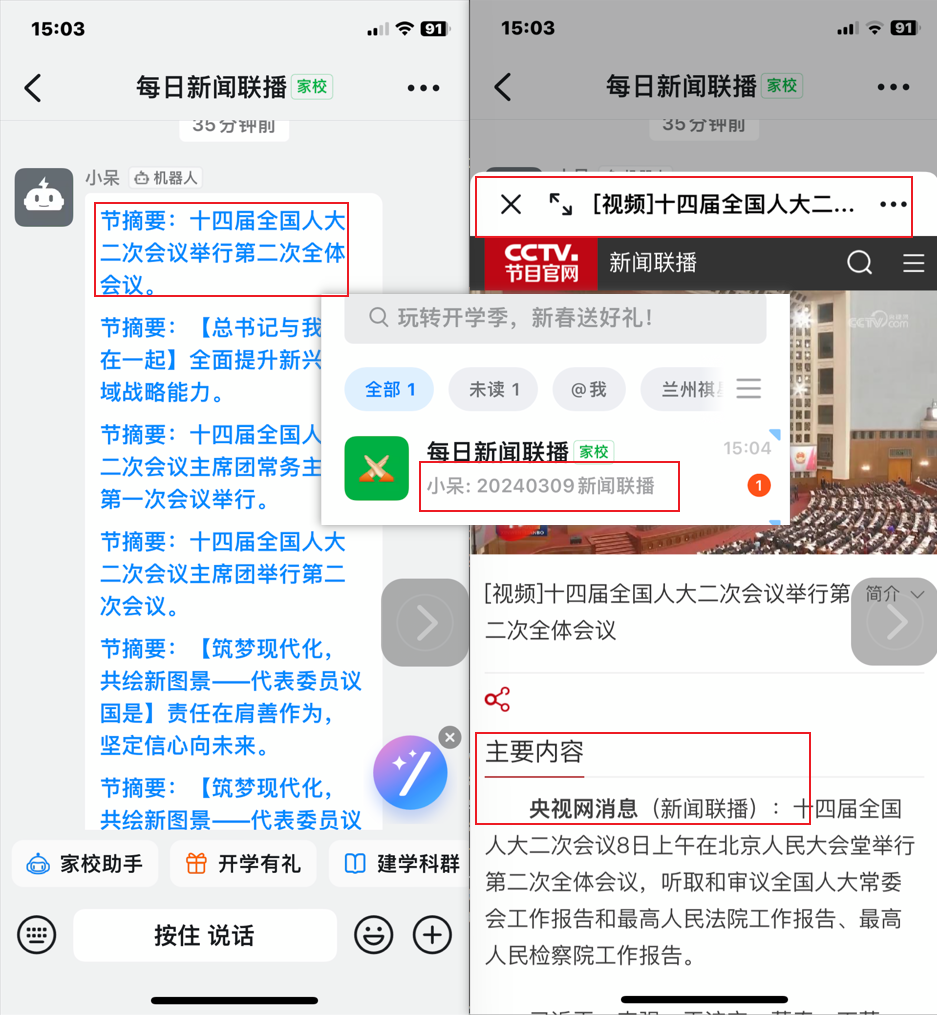 15:03
91
每日新闻联播 家校
35分钟前
小呆 机器人
节摘要：十四届全国人大
二次会议举行第二次全体
会议。
节摘要：【总书记与我
在一起】全面提升新兴
域战略能力。
节摘要：十四届全国人
二次会议主席团常务主
第一次会议举行。
节摘要：十四届全国人大
二次会议主席团举行第二
次会议。
节摘要：【筑梦现代化，
共绘新图景——代表委员议
国是】责任在肩善作为，
坚定信心向未来。
节摘要：【筑梦现代化，
共绘新图景——代表委员议
家校助手
开学有礼
建学科群
按住 说话
玩转开学季，新春送好礼！
全部 1
未读 1
@我
兰州祺
每日新闻联播 家校
15:04
小呆: 20240309新闻联播
1
15:03
91
每日新闻联播 家校
35分钟前
[视频]十四届全国人大二...
CCTV.
节目官网
新闻联播
CCTV.com
[视频]十四届全国人大二次会议举行第
简介
二次全体会议
主要内容
央视网消息（新闻联播）：十四届全国
人大二次会议8日上午在北京人民大会堂举行
第二次全体会议，听取和审议全国人大常委
会工作报告和最高人民法院工作报告、最高
人民检察院工作报告。